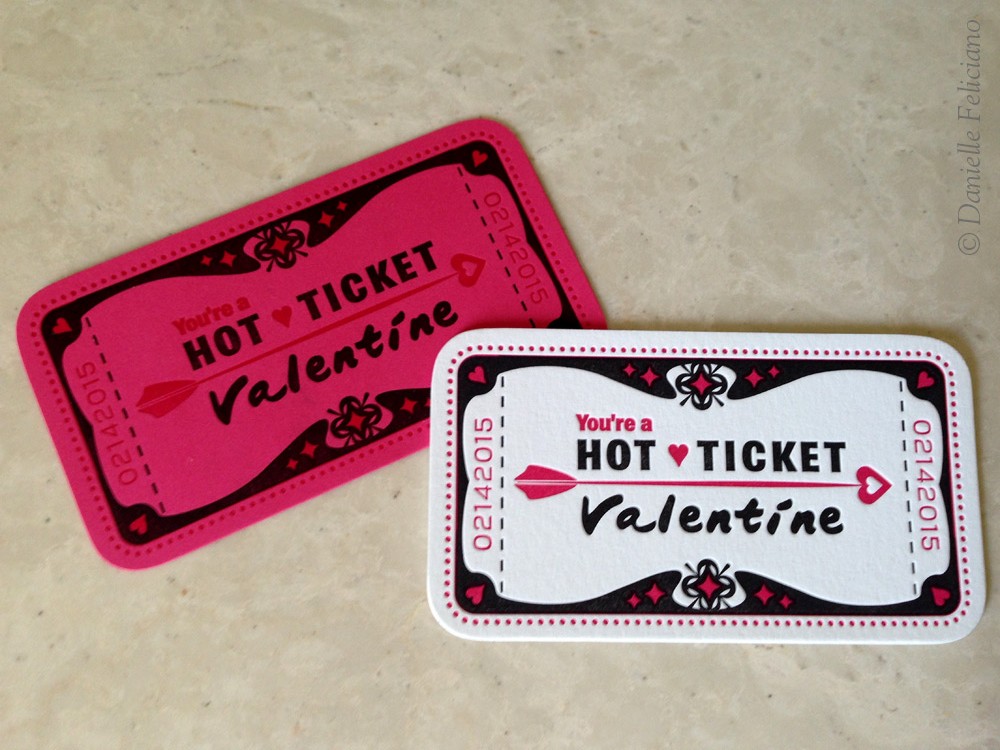 02142015
You're a
HOT ♥ TICKET
Valentine
02142015
02142015
You're a
HOT ♥ TICKET
Valentine
02142015
© Danielle Feliciano